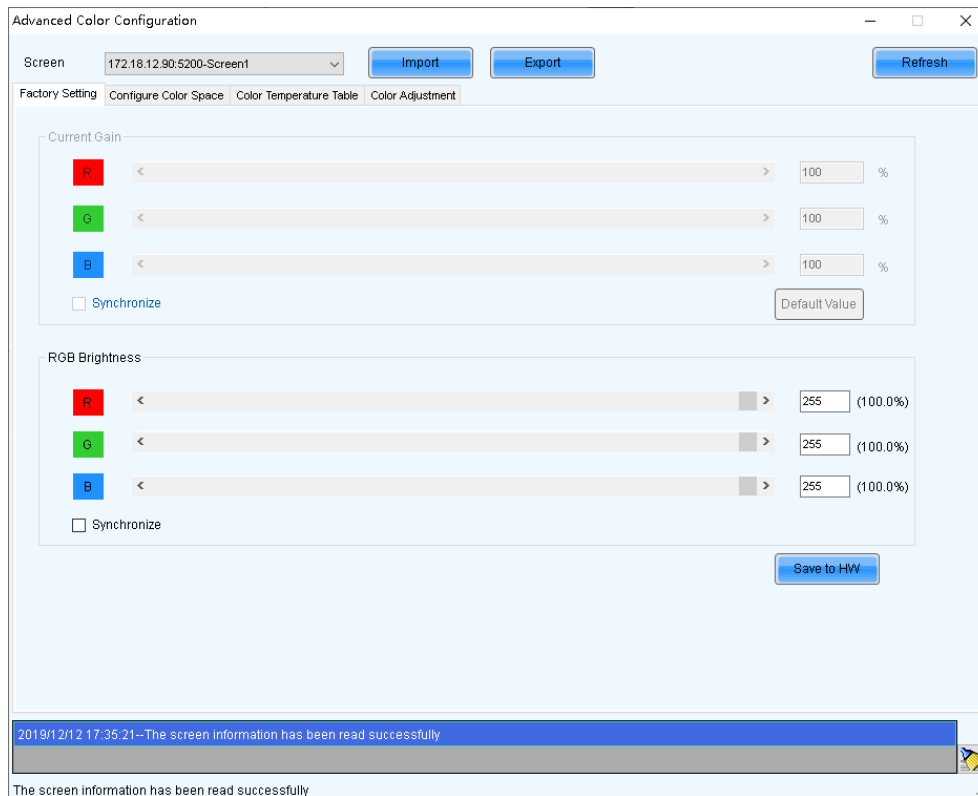 Advanced Color Configuration
Screen 172.18.12.90:5200-Screen1 Import Export Refresh
Factory Setting Configure Color Space Color Temperature Table Color Adjustment
Current Gain
R 100 %
G 100 %
B 100 %
Synchronize Default Value
RGB Brightness
R 255 (100.0%)
G 255 (100.0%)
B 255 (100.0%)
Synchronize
Save to HW
2019/12/12 17:35:21--The screen information has been read successfully
The screen information has been read successfully